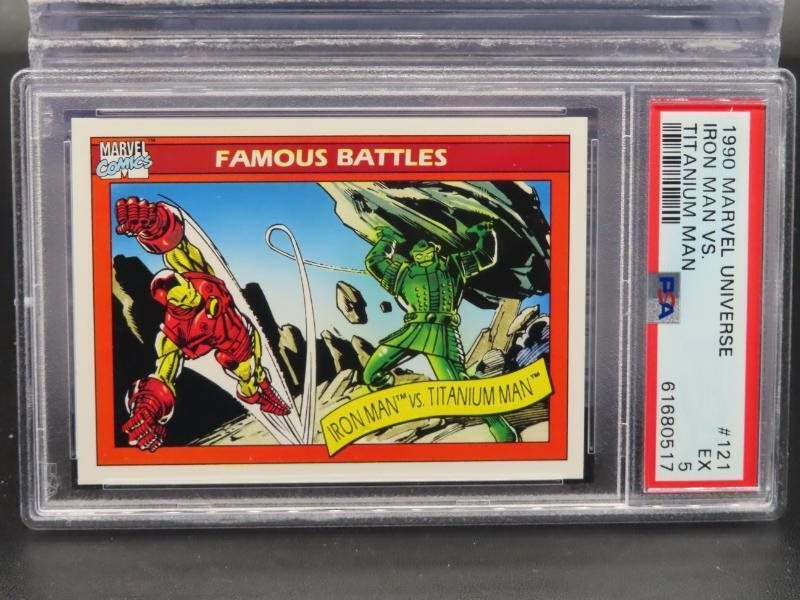 MARVEL™
COMICS
FAMOUS BATTLES
IRON MAN™ VS. TITANIUM MAN™
1990 MARVEL UNIVERSE #121
IRON MAN VS. EX
TITANIUM MAN 5
PSA
61680517